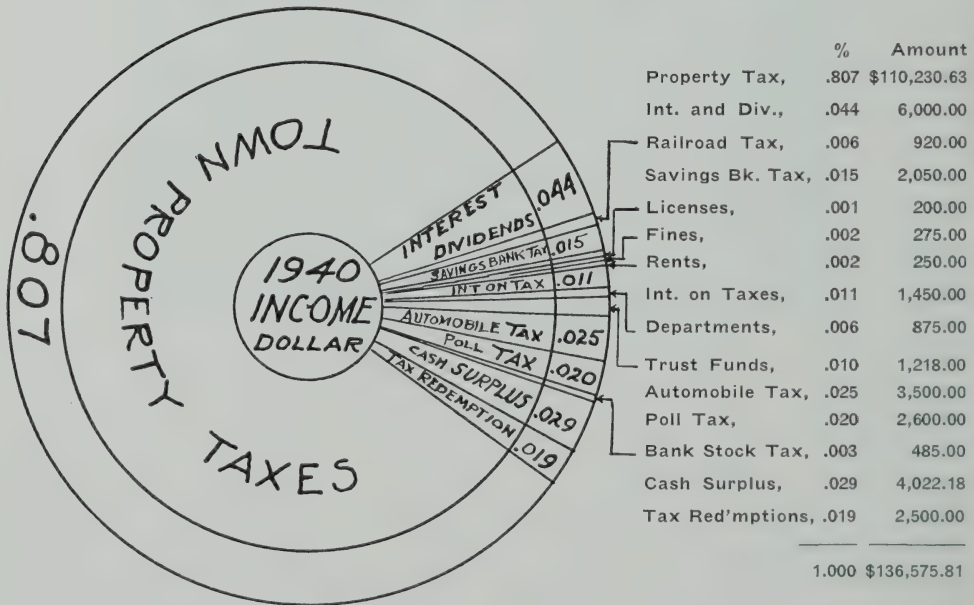 TOWN PROPERTY TAXES
.807
1940
INCOME
DOLLAR
INTEREST
DIVIDENDS .044
SAVINGS BANK TAX .015
INT ON TAX .011
AUTOMOBILE TAX .025
POLL TAX .020
CASH SURPLUS .029
TAX REDEMPTION .019
% Amount
Property Tax, .807 $110,230.63
Int. and Div., .044 6,000.00
Railroad Tax, .006 920.00
Savings Bk. Tax, .015 2,050.00
Licenses, .001 200.00
Fines, .002 275.00
Rents, .002 250.00
Int. on Taxes, .011 1,450.00
Departments, .006 875.00
Trust Funds, .010 1,218.00
Automobile Tax, .025 3,500.00
Poll Tax, .020 2,600.00
Bank Stock Tax, .003 485.00
Cash Surplus, .029 4,022.18
Tax Red'mptions, .019 2,500.00
1.000 $136,575.81